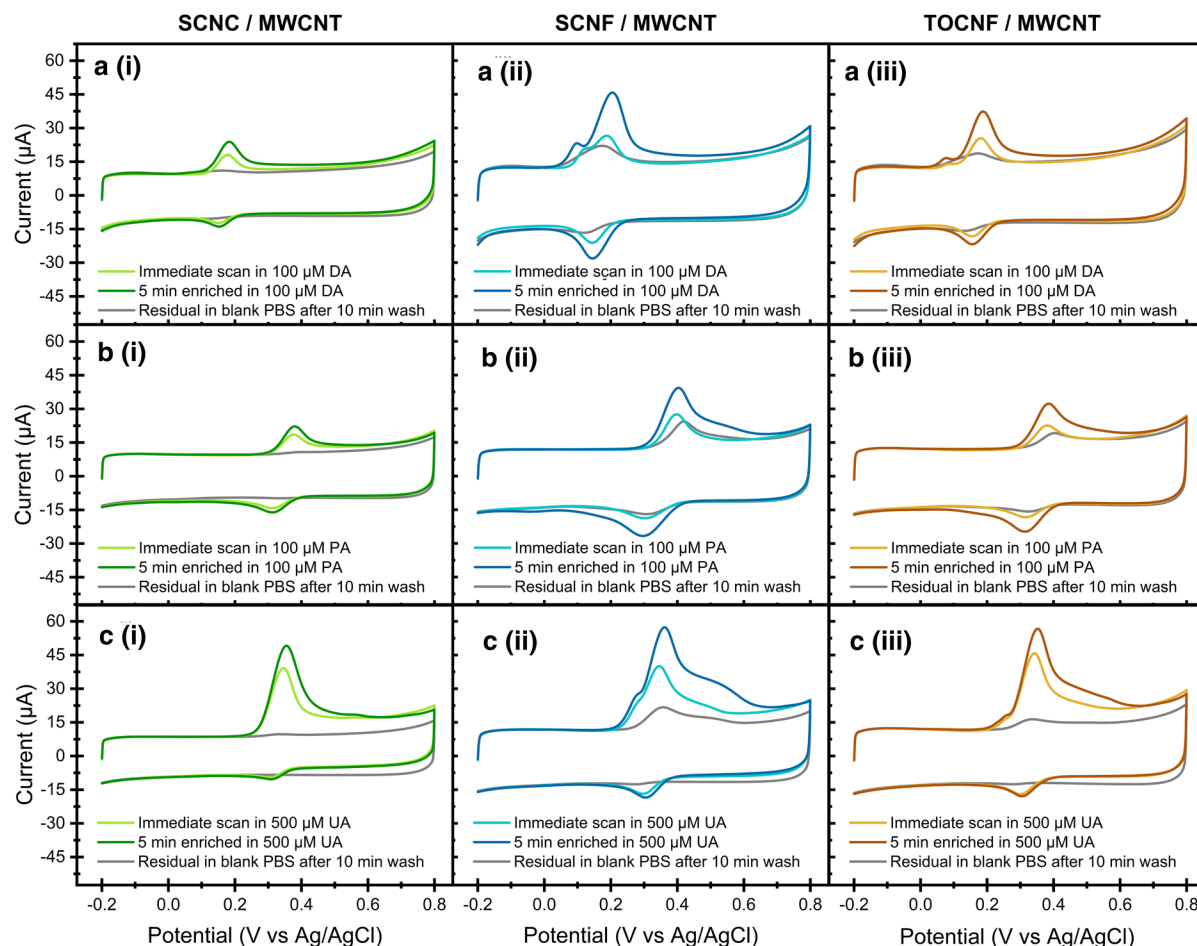 SCNC / MWCNT
SCNF / MWCNT
TOCNF / MWCNT
Current (µA)
60
45
30
15
0
-15
-30
-45
a (i)
Immediate scan in 100 µM DA
5 min enriched in 100 µM DA
Residual in blank PBS after 10 min wash
a (ii)
Immediate scan in 100 µM DA
5 min enriched in 100 µM DA
Residual in blank PBS after 10 min wash
a (iii)
Immediate scan in 100 µM DA
5 min enriched in 100 µM DA
Residual in blank PBS after 10 min wash
Current (µA)
60
45
30
15
0
-15
-30
-45
b (i)
Immediate scan in 100 µM PA
5 min enriched in 100 µM PA
Residual in blank PBS after 10 min wash
b (ii)
Immediate scan in 100 µM PA
5 min enriched in 100 µM PA
Residual in blank PBS after 10 min wash
b (iii)
Immediate scan in 100 µM PA
5 min enriched in 100 µM PA
Residual in blank PBS after 10 min wash
Current (µA)
60
45
30
15
0
-15
-30
-45
c (i)
Immediate scan in 500 µM UA
5 min enriched in 500 µM UA
Residual in blank PBS after 10 min wash
c (ii)
Immediate scan in 500 µM UA
5 min enriched in 500 µM UA
Residual in blank PBS after 10 min wash
c (iii)
Immediate scan in 500 µM UA
5 min enriched in 500 µM UA
Residual in blank PBS after 10 min wash
-0.2 0.0 0.2 0.4 0.6 0.8
-0.2 0.0 0.2 0.4 0.6 0.8
-0.2 0.0 0.2 0.4 0.6 0.8
Potential (V vs Ag/AgCl)
Potential (V vs Ag/AgCl)
Potential (V vs Ag/AgCl)